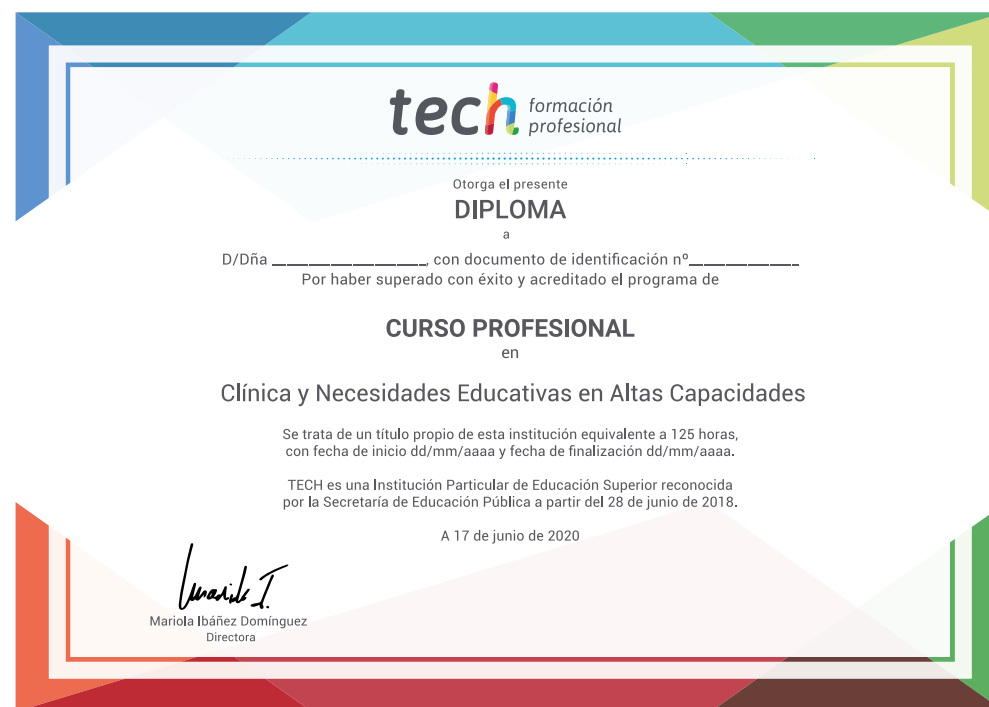 tech formación
profesional
Otorga el presente
DIPLOMA
a
D/Dña ____________________, con documento de identificación nº______________
Por haber superado con éxito y acreditado el programa de
CURSO PROFESIONAL
en
Clínica y Necesidades Educativas en Altas Capacidades
Se trata de un título propio de esta institución equivalente a 125 horas,
con fecha de inicio dd/mm/aaaa y fecha de finalización dd/mm/aaaa.
TECH es una Institución Particular de Educación Superior reconocida
por la Secretaría de Educación Pública a partir del 28 de junio de 2018.
A 17 de junio de 2020
Mariola Ibáñez Domínguez
Directora